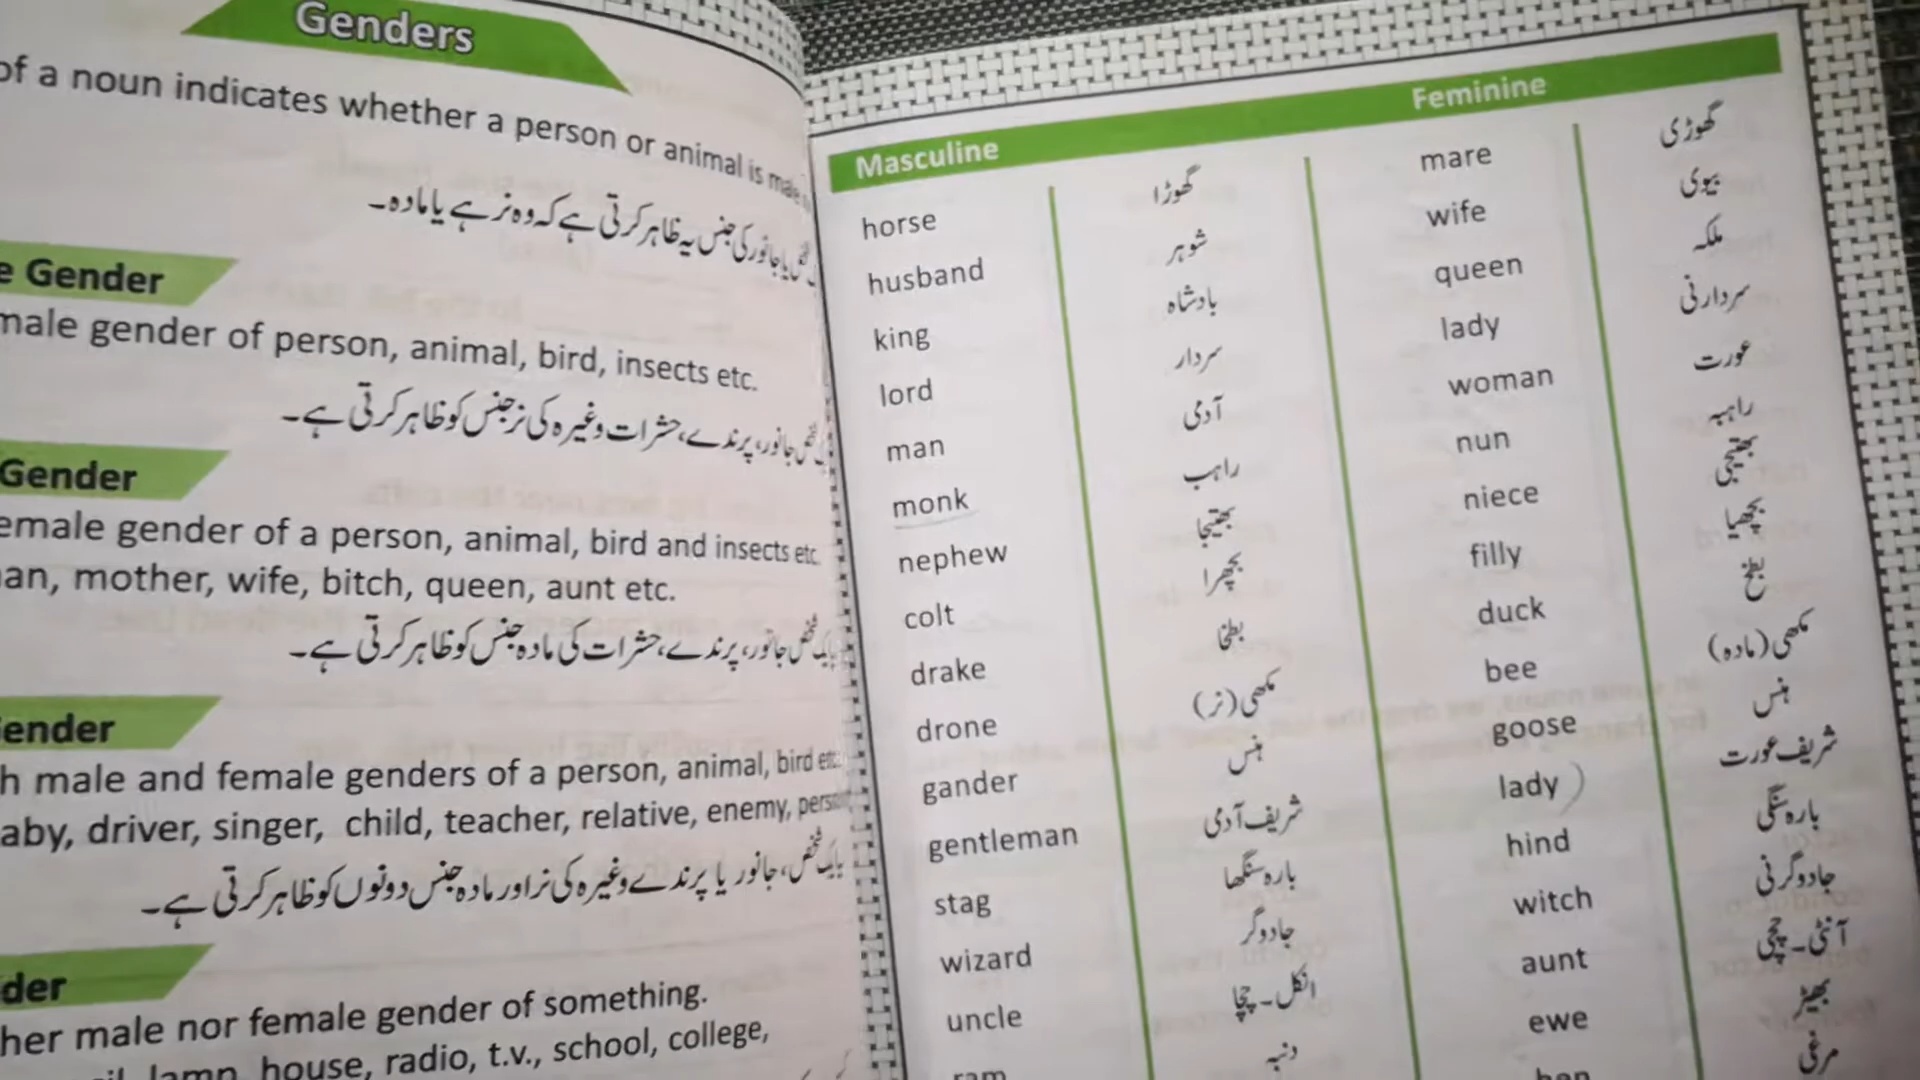 Genders
of a noun indicates whether a person or animal is male
جانور کی جنس یہ ظاہر کرتی ہے کہ وہ نر ہے یا مادہ۔
Gender
male gender of person, animal, bird, insects etc.
جانور، پرندے، حشرات وغیرہ کی نر جنس کو ظاہر کرتی ہے۔
Gender
gender of a person, animal, bird and insects etc.
mother, wife, bitch, queen, aunt etc.
جانور، پرندے، حشرات کی مادہ جنس کو ظاہر کرتی ہے۔
male and female genders of a person, animal, bird etc.
driver, singer, child, teacher, relative, enemy,
جانور یا پرندے وغیرہ کی نر اور مادہ جنس دونوں کو ظاہر کرتی ہے۔
male nor female gender of something.
house, radio, t.v., school, college,
Masculine Feminine
horse گھوڑا mare گھوڑی
husband شوہر wife بیوی
king بادشاہ queen ملکہ
lord سردار lady سردارنی
man آدمی woman عورت
monk راہب nun راہبہ
nephew بھتیجا niece بھتیجی
colt بچھرا filly بچھیا
drake بطخا duck بطخ
drone مکھی (نر) bee مکھی (مادہ)
gander ہنس goose ہنس
gentleman شریف آدمی lady شریف عورت
stag بارہ سنگھا hind بارہ سنگی
wizard جادوگر witch جادوگرنی
uncle انکل۔چچا aunt آنٹی۔چچی
دنبہ ewe بھیڑ
مرغی